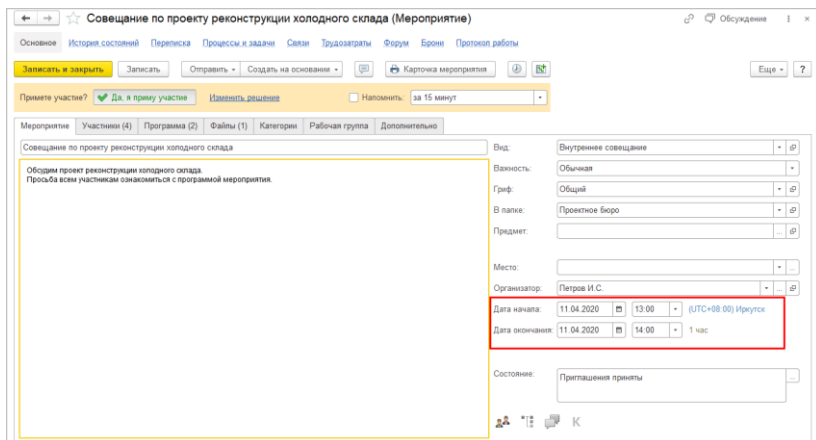 Совещание по проекту реконструкции холодного склада (Мероприятие)
Обсуждение
Основное История состояний Переписка Процессы и задачи Связи Трудозатраты Форум Брони Протокол работы
Записать и закрыть Записать Отправить Создать на основании Карточка мероприятия Еще ?
Примете участие? Да, я приму участие Изменить решение Напомнить: за 15 минут
Мероприятие Участники (4) Программа (2) Файлы (1) Категории Рабочая группа Дополнительно
Совещание по проекту реконструкции холодного склада
Обсудим проект реконструкции холодного склада.
Просьба всем участникам ознакомиться с программой мероприятия.
Вид: Внутреннее совещание
Важность: Обычная
Гриф: Общий
В папке: Проектное бюро
Предмет:
Место:
Организатор: Петров И.С.
Дата начала: 11.04.2020 13:00 (UTC+08:00) Иркутск
Дата окончания: 11.04.2020 14:00 1 час
Состояние: Приглашения приняты
К